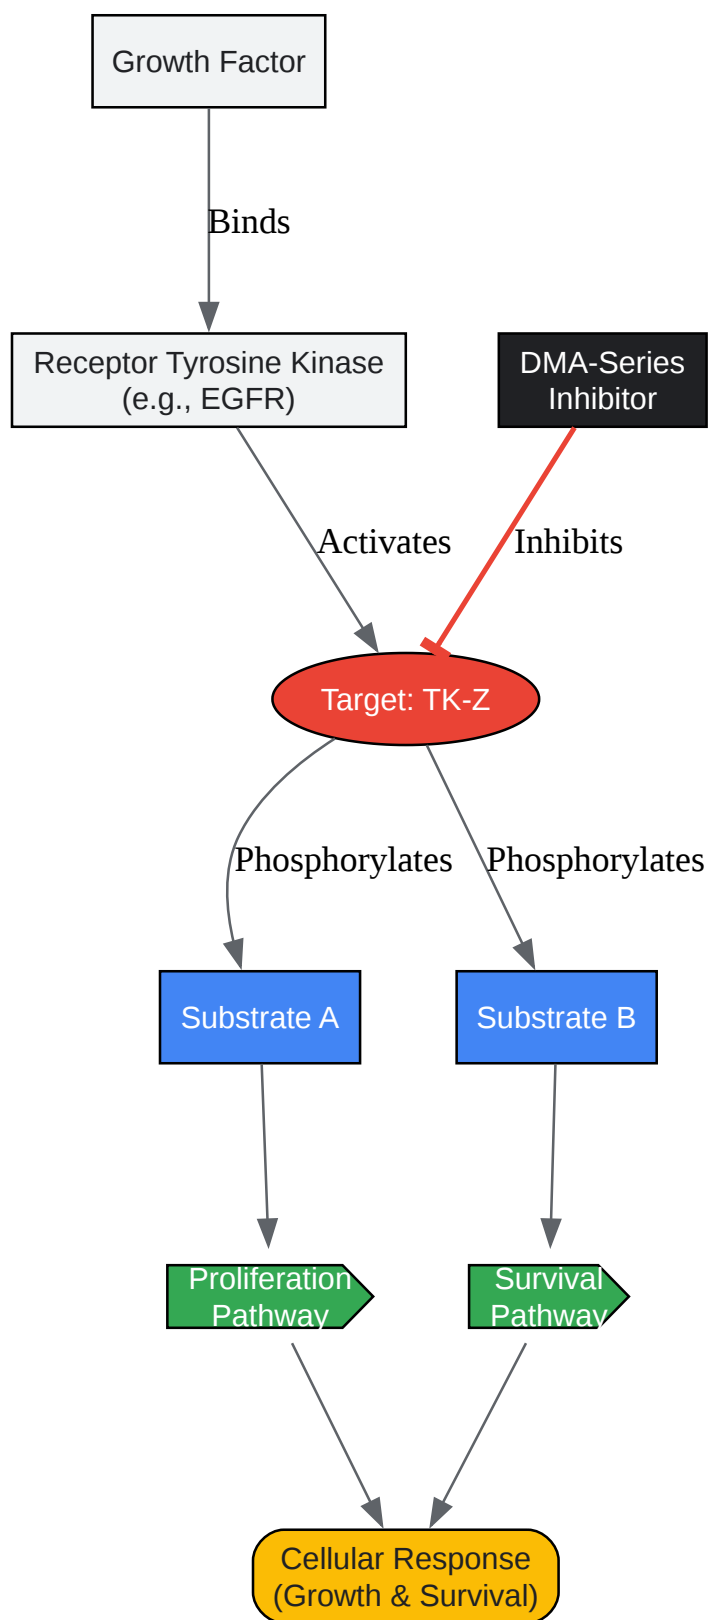 Growth Factor
Binds
Receptor Tyrosine Kinase
(e.g., EGFR)
DMA-Series
Inhibitor
Activates
Inhibits
Target: TK-Z
Phosphorylates
Phosphorylates
Substrate A
Substrate B
Proliferation
Pathway
Survival
Pathway
Cellular Response
(Growth & Survival)